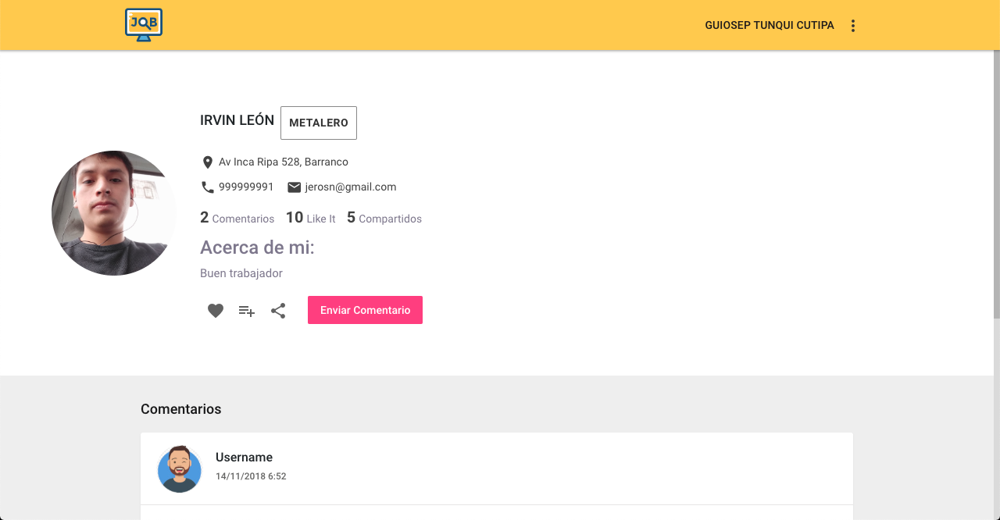 JOB
GUIOSEP TUNQUI CUTIPA
IRVIN LEÓN METALERO
Av Inca Ripa 528, Barranco
999999991 jerosn@gmail.com
2 Comentarios 10 Like It 5 Compartidos
Acerca de mi:
Buen trabajador
Enviar Comentario
Comentarios
Username
14/11/2018 6:52